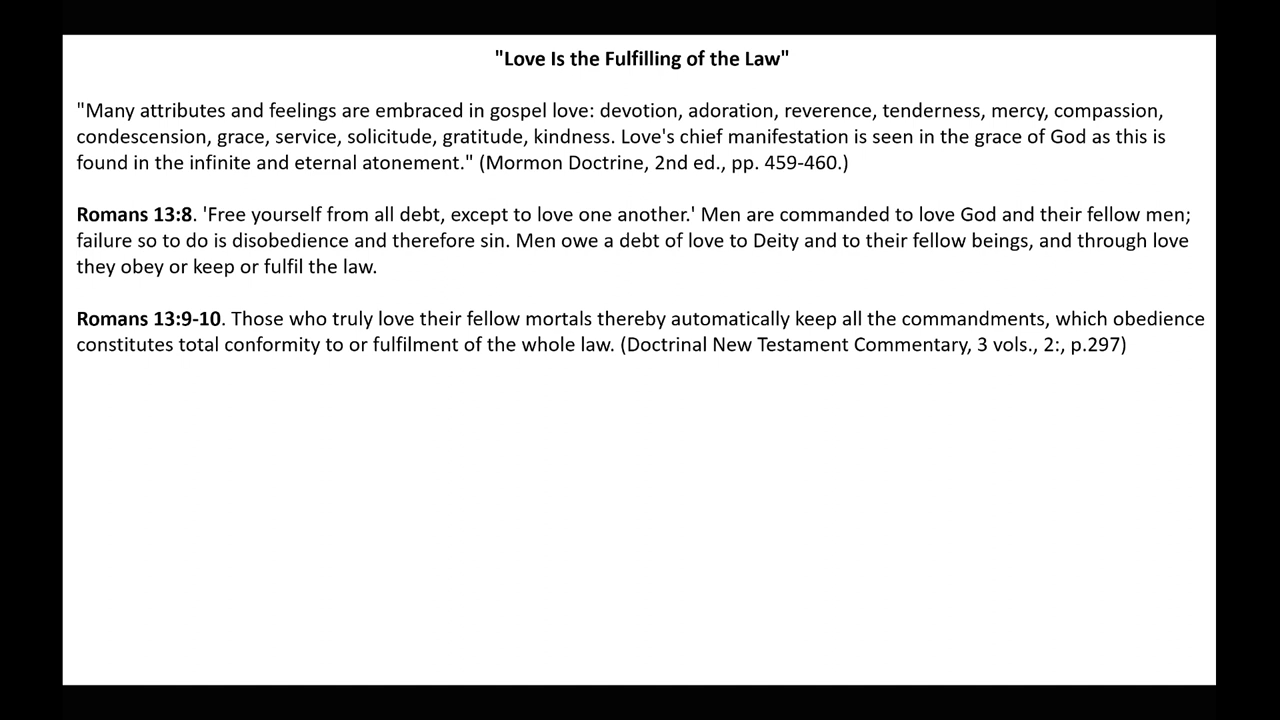 "Love Is the Fulfilling of the Law"
"Many attributes and feelings are embraced in gospel love: devotion, adoration, reverence, tenderness, mercy, compassion,
condescension, grace, service, solicitude, gratitude, kindness. Love's chief manifestation is seen in the grace of God as this is
found in the infinite and eternal atonement." (Mormon Doctrine, 2nd ed., pp. 459-460.)
Romans 13:8. 'Free yourself from all debt, except to love one another.' Men are commanded to love God and their fellow men;
failure so to do is disobedience and therefore sin. Men owe a debt of love to Deity and to their fellow beings, and through love
they obey or keep or fulfil the law.
Romans 13:9-10. Those who truly love their fellow mortals thereby automatically keep all the commandments, which obedience
constitutes total conformity to or fulfilment of the whole law. (Doctrinal New Testament Commentary, 3 vols., 2:, p.297)